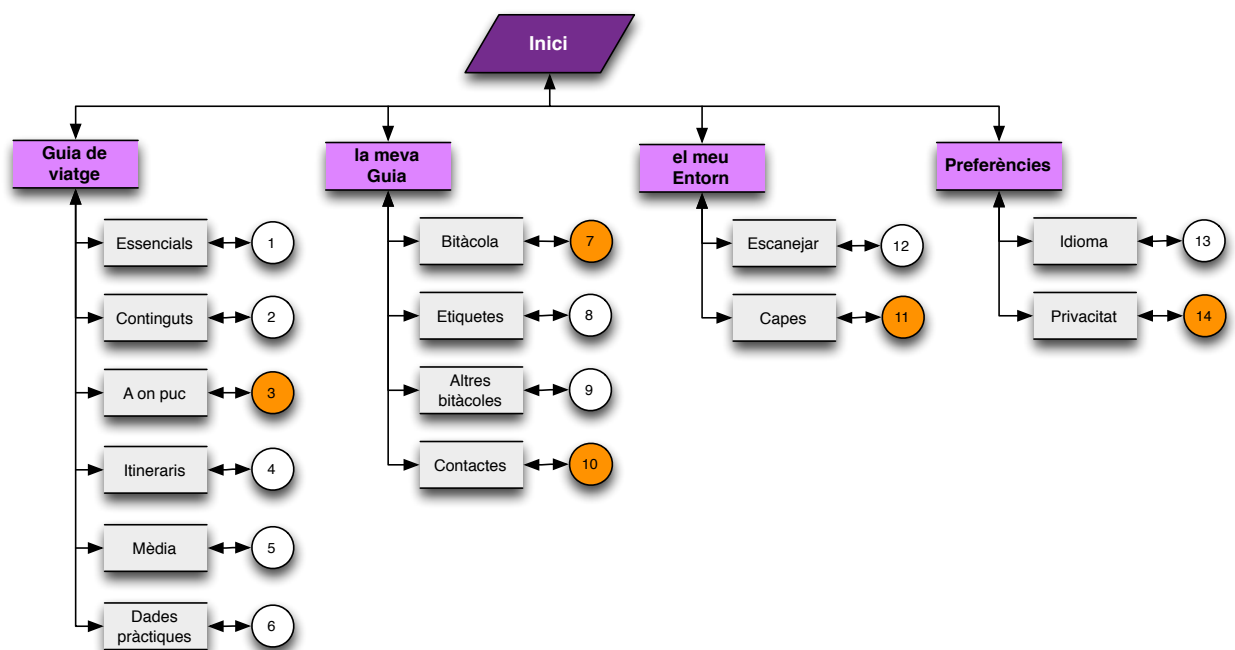 Inici
Guia de
viatge
Essencials
1
Continguts
2
A on puc
3
Itineraris
4
Mèdia
5
Dades
pràctiques
6
la meva
Guia
Bitàcola
7
Etiquetes
8
Altres
bitàcoles
9
Contactes
10
el meu
Entorn
Escanejar
12
Capes
11
Preferències
Idioma
13
Privacitat
14